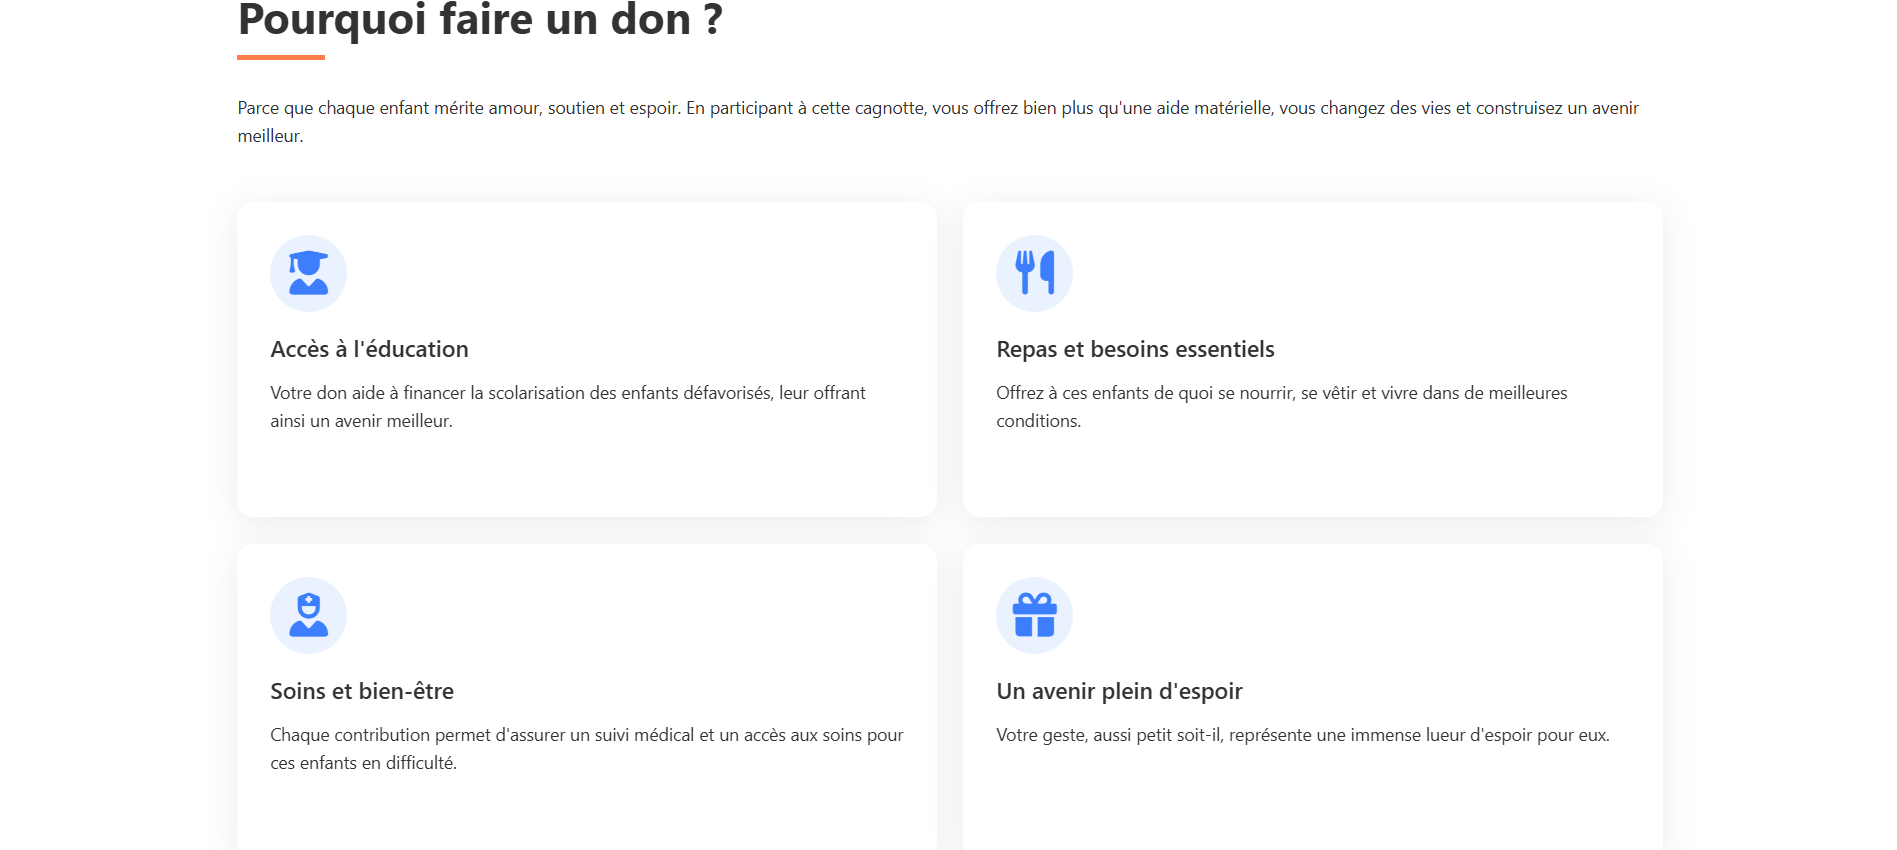 Pourquoi faire un don ?
Parce que chaque enfant mérite amour, soutien et espoir. En participant à cette cagnotte, vous offrez bien plus qu'une aide matérielle, vous changez des vies et construisez un avenir
meilleur.
Accès à l'éducation
Votre don aide à financer la scolarisation des enfants défavorisés, leur offrant
ainsi un avenir meilleur.
Repas et besoins essentiels
Offrez à ces enfants de quoi se nourrir, se vêtir et vivre dans de meilleures
conditions.
Soins et bien-être
Chaque contribution permet d'assurer un suivi médical et un accès aux soins pour
ces enfants en difficulté.
Un avenir plein d'espoir
Votre geste, aussi petit soit-il, représente une immense lueur d'espoir pour eux.